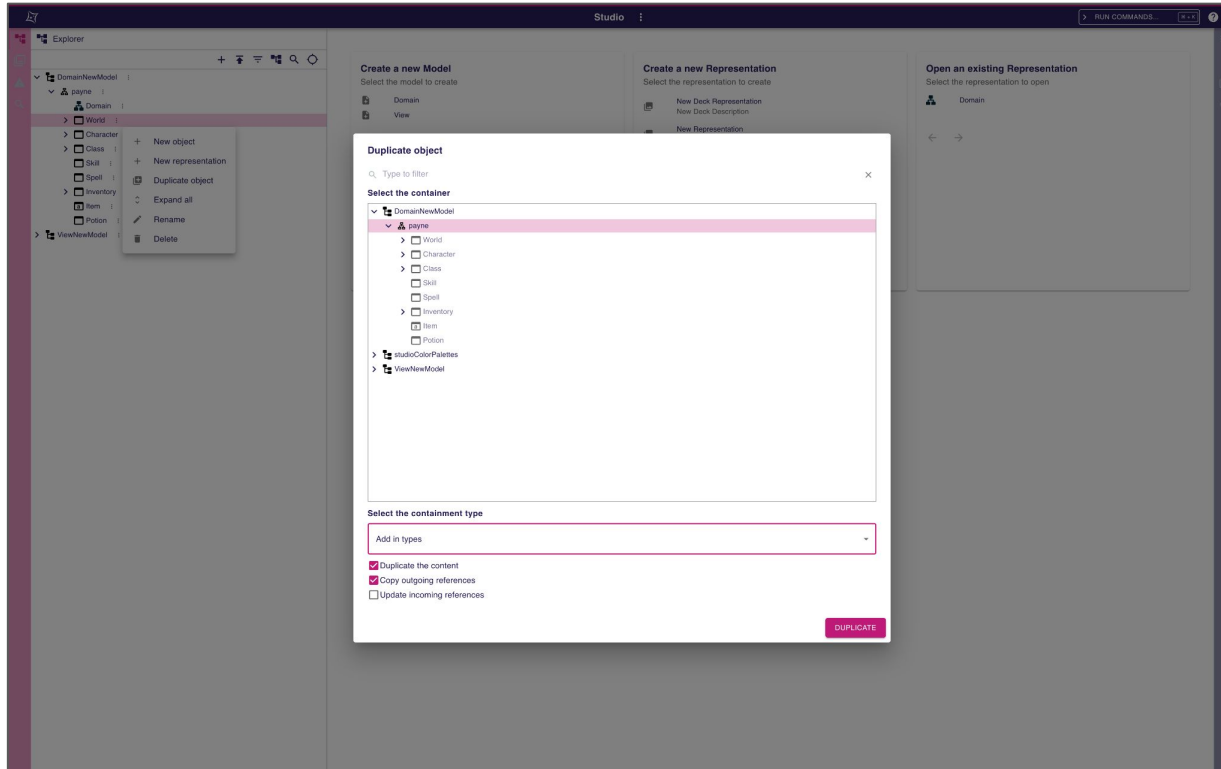 Studio
RUN COMMANDS...
⌘+K
Explorer
DomainNewModel
payne
Domain
World
Character
Class
Skill
Spell
Inventory
Item
Potion
ViewNewModel
New object
New representation
Duplicate object
Expand all
Rename
Delete
Create a new Model
Select the model to create
Domain
View
Create a new Representation
Select the representation to create
New Deck Representation
New Deck Description
New Representation
Open an existing Representation
Select the representation to open
Domain
Duplicate object
Type to filter
Select the container
DomainNewModel
payne
World
Character
Class
Skill
Spell
Inventory
Item
Potion
studioColorPalettes
ViewNewModel
Select the containment type
Add in types
Duplicate the content
Copy outgoing references
Update incoming references
DUPLICATE